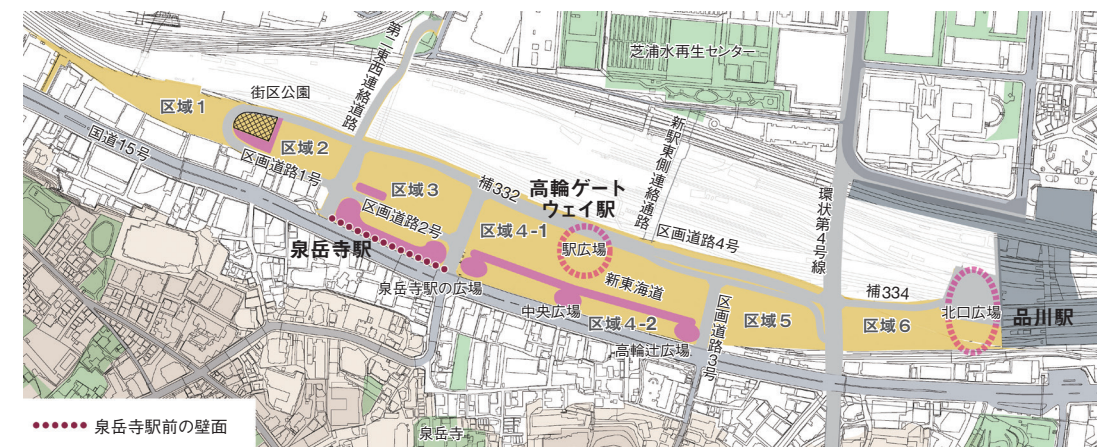 芝浦水再生センター
第二東西連絡道路
街区公園
区域1
国道15号
区域2
区画道路1号
区域3
補332
高輪ゲート
ウェイ駅
新駅東側連絡通路
環状第4号線
区画道路2号
区域4-1
駅広場
区画道路4号
泉岳寺駅
泉岳寺駅の広場
新東海道
中央広場
区域4-2
高輪辻広場
区画道路3号
区域5
補334
区域6
北口広場
品川駅
泉岳寺駅前の壁面
泉岳寺